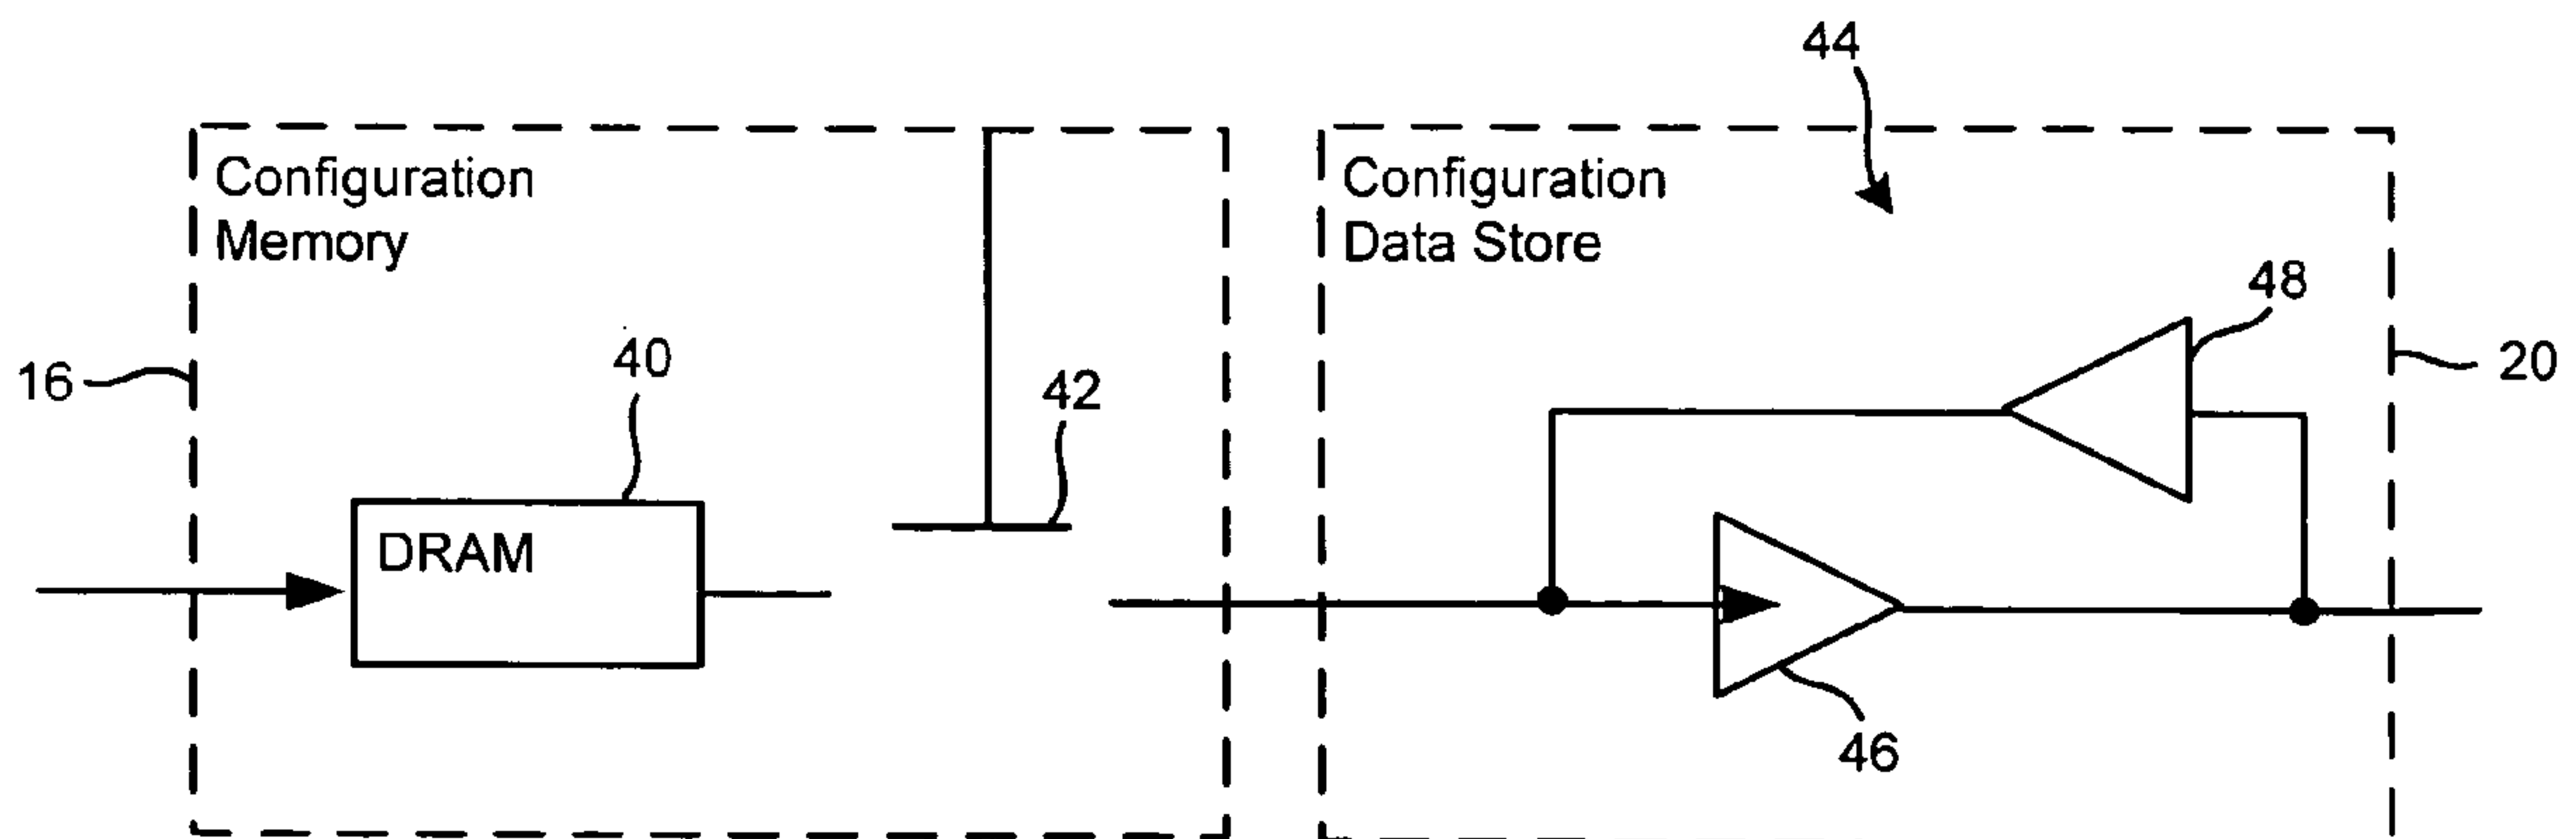 44
Configuration
Memory
Configuration
Data Store
48
16
40
42
20
DRAM
46